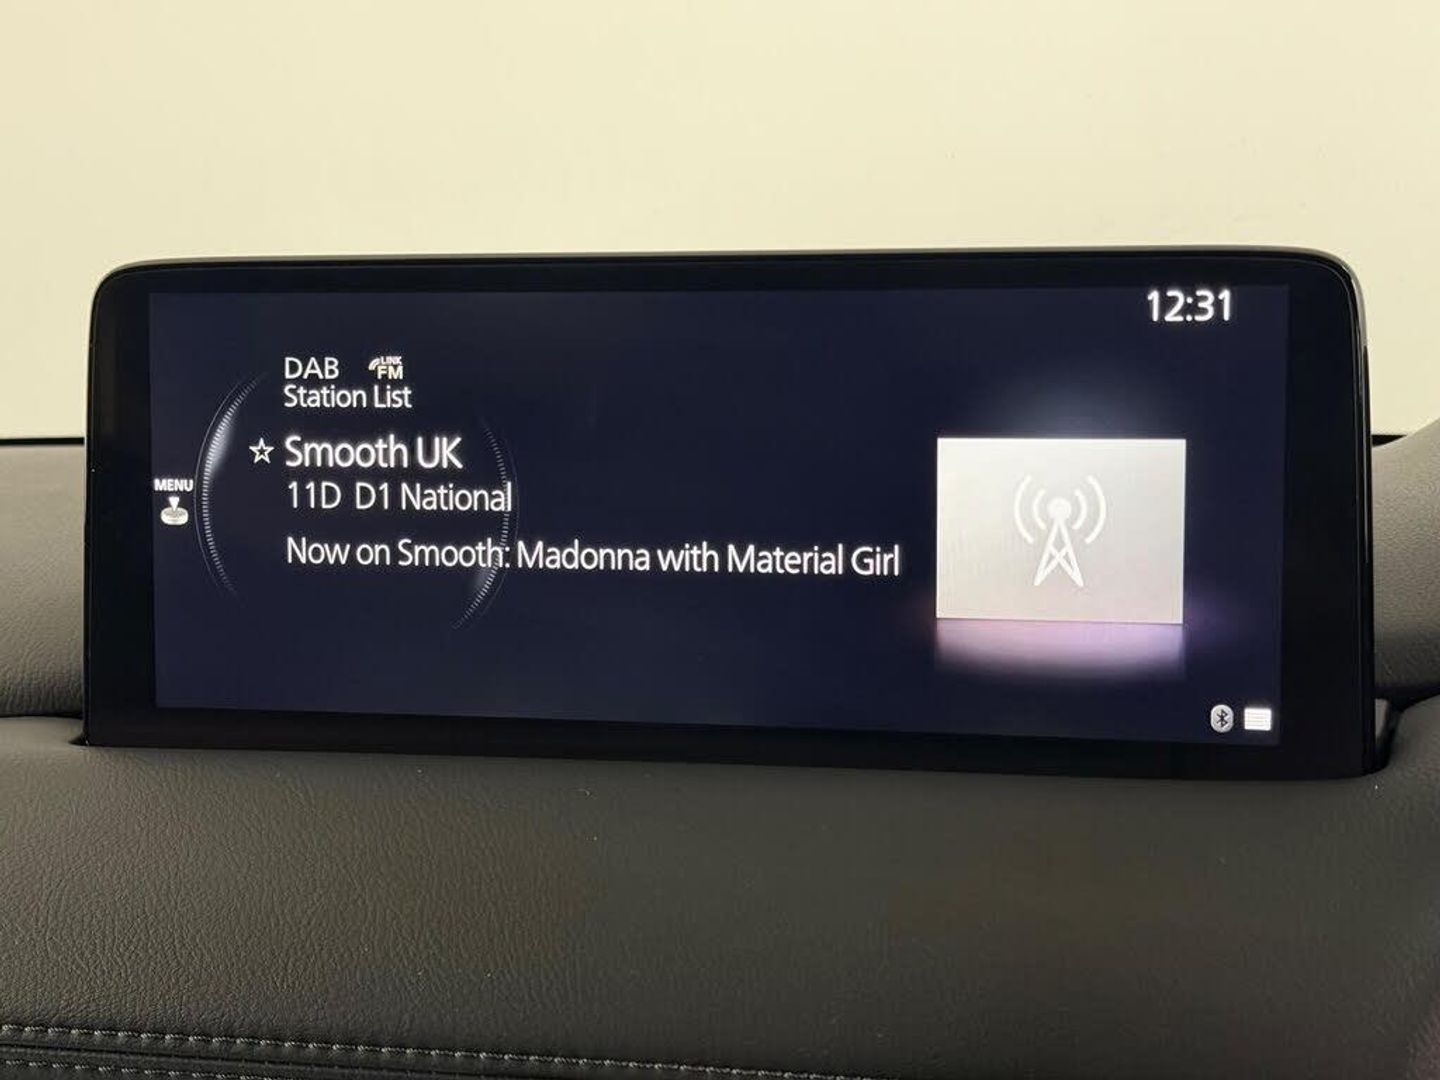 12:31
DAB LINK FM
Station List
Smooth UK
MENU
11D D1 National
Now on Smooth: Madonna with Material Girl